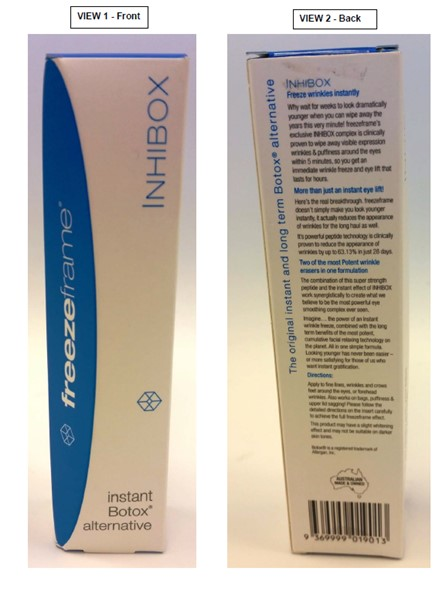 VIEW 1 - Front
freezeframe®
INHIBOX
instant
Botox®
alternative
VIEW 2 - Back
The original instant and long term Botox® alternative
INHIBOX
Freeze wrinkles instantly
Why wait for weeks to look dramatically
younger when you can wipe away the
years this very minute! freezeframe's
exclusive INHIBOX complex is clinically
proven to wipe away visible expression
wrinkles & puffiness around the eyes
within 5 minutes, so you get an
immediate wrinkle freeze and eye lift that
lasts for hours.
More than just an instant eye lift!
Here's the real breakthrough. freezeframe
doesn't simply make you look younger
instantly, it actually reduces the appearance
of wrinkles for the long haul as well.
It's powerful peptide technology is clinically
proven to reduce the appearance of
wrinkles by up to 63.13% in just 28 days.
Two of the most Potent wrinkle
erasers in one formulation
The combination of this super strength
peptide and the instant effect of INHIBOX
work synergistically to create what we
believe to be the most powerful eye
smoothing complex ever seen.
Imagine... the power of an instant
wrinkle freeze, combined with the long
term benefits of the most potent,
cumulative facial relaxing technology on
the planet. All in one simple formula.
Looking younger has never been easier –
or more satisfying for those of us who
want instant gratification.
Directions:
Apply to fine lines, wrinkles and crows
feet around the eyes, or forehead
wrinkles. Also works on bags, puffiness &
upper lid sagging! Please follow the
detailed directions on the insert carefully
to achieve the full freezeframe effect.
This product may have a slight whitening
effect and may not be suitable on darker
skin tones.
Botox® is a registered trademark of
Allergan, Inc.
AUSTRALIAN
MADE & OWNED
9 369999 019013